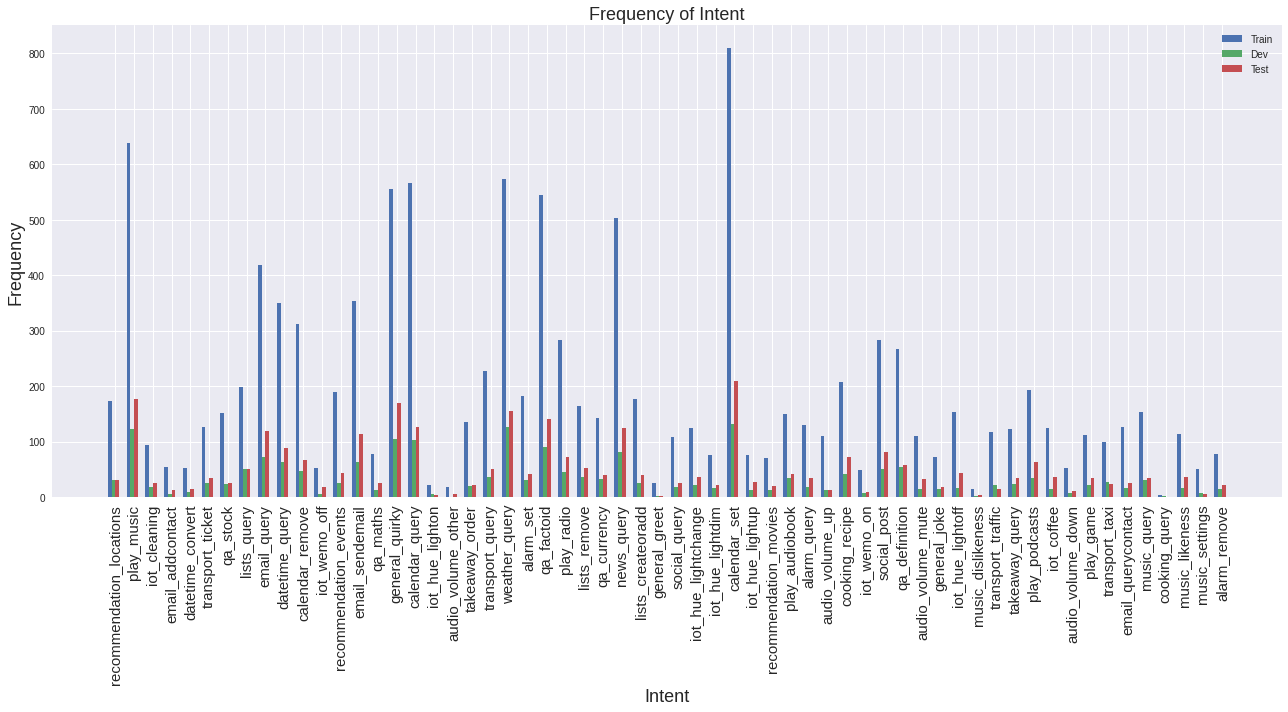 Frequency of Intent
Train
Dev
Test
Frequency
800
700
600
500
400
300
200
100
0
recommendation_locations
play_music
iot_cleaning
email_addcontact
datetime_convert
transport_ticket
qa_stock
lists_query
email_query
datetime_query
calendar_remove
iot_wemo_off
recommendation_events
email_sendemail
qa_maths
general_quirky
calendar_query
iot_hue_lighton
audio_volume_other
takeaway_order
transport_query
weather_query
alarm_set
qa_factoid
play_radio
lists_remove
qa_currency
news_query
lists_createoradd
general_greet
social_query
iot_hue_lightchange
iot_hue_lightdim
calendar_set
iot_hue_lightup
recommendation_movies
play_audiobook
alarm_query
audio_volume_up
cooking_recipe
iot_wemo_on
social_post
qa_definition
audio_volume_mute
general_joke
iot_hue_lightoff
music_dislikeness
transport_traffic
takeaway_query
play_podcasts
iot_coffee
audio_volume_down
play_game
transport_taxi
email_querycontact
music_query
cooking_query
music_likeness
music_settings
alarm_remove
Intent